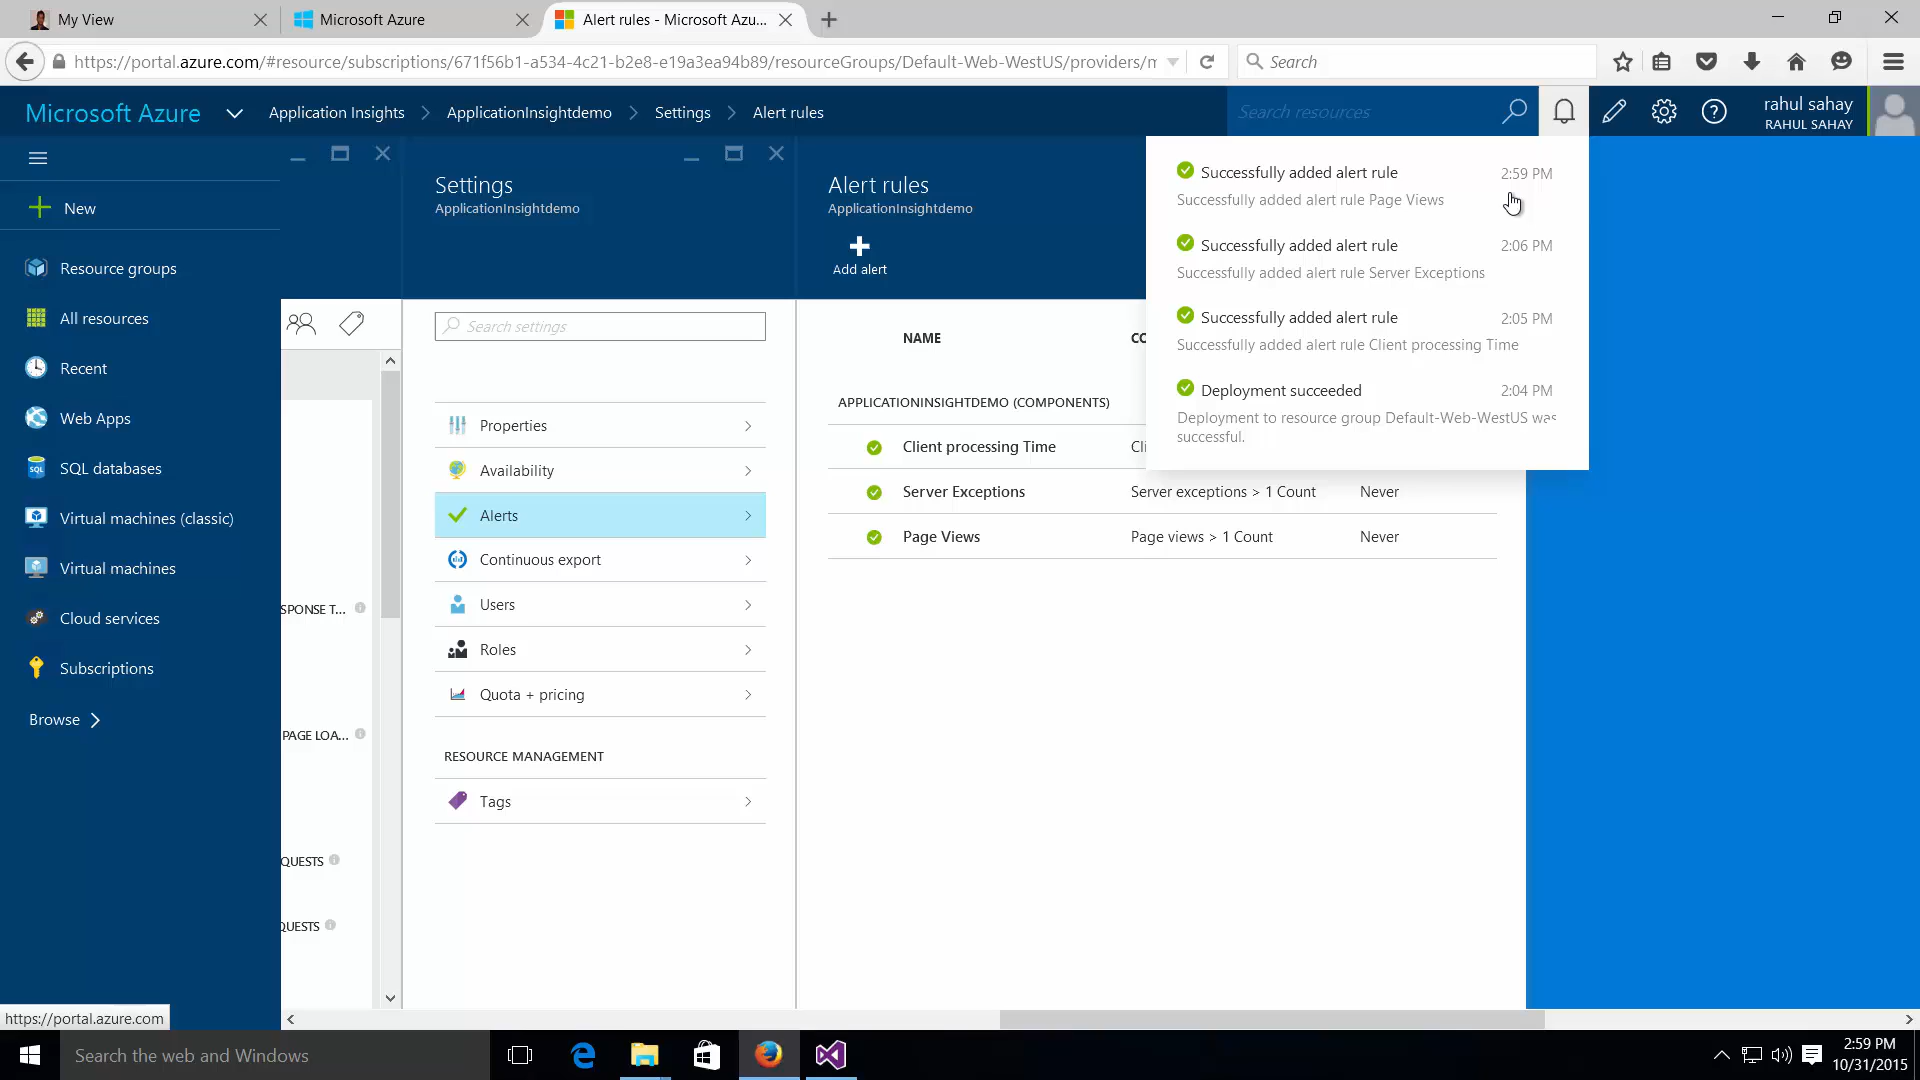 My View
Microsoft Azure
Alert rules - Microsoft Azu...
https://portal.azure.com/#resource/subscriptions/671f56b1-a534-4c21-b2e8-e19a3ea94b89/resourceGroups/Default-Web-WestUS/providers/m
Search
Microsoft Azure
Application Insights
ApplicationInsightdemo
Settings
Alert rules
Search resources
rahul sahay
RAHUL SAHAY
New
Resource groups
All resources
Recent
Web Apps
SQL databases
Virtual machines (classic)
Virtual machines
Cloud services
Subscriptions
Browse
SPONSE T...
PAGE LOA...
QUESTS
QUESTS
Settings
ApplicationInsightdemo
Search settings
Properties
Availability
Alerts
Continuous export
Users
Roles
Quota + pricing
RESOURCE MANAGEMENT
Tags
Alert rules
ApplicationInsightdemo
Add alert
NAME
CO
APPLICATIONINSIGHTDEMO (COMPONENTS)
Client processing Time Cli
Server Exceptions Server exceptions > 1 Count Never
Page Views Page views > 1 Count Never
Successfully added alert rule 2:59 PM
Successfully added alert rule Page Views
Successfully added alert rule 2:06 PM
Successfully added alert rule Server Exceptions
Successfully added alert rule 2:05 PM
Successfully added alert rule Client processing Time
Deployment succeeded 2:04 PM
Deployment to resource group Default-Web-WestUS was
successful.
https://portal.azure.com
Search the web and Windows
2:59 PM
10/31/2015